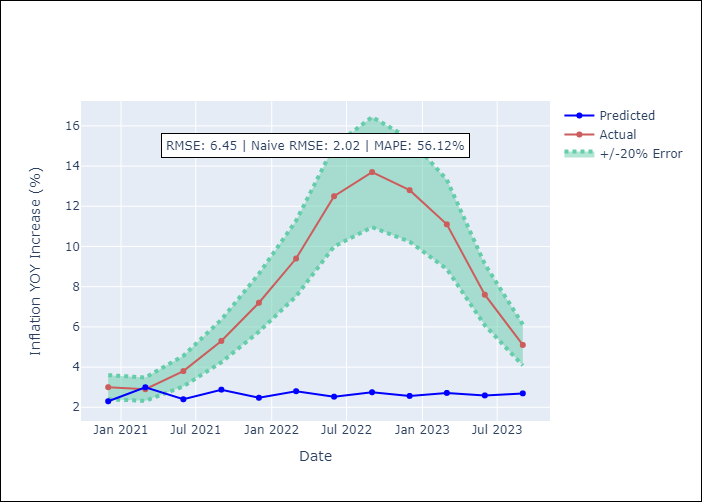 RMSE: 6.45 | Naive RMSE: 2.02 | MAPE: 56.12%
Predicted
Actual
+/-20% Error
Inflation YOY Increase (%)
16
14
12
10
8
6
4
2
Jan 2021
Jul 2021
Jan 2022
Jul 2022
Jan 2023
Jul 2023
Date